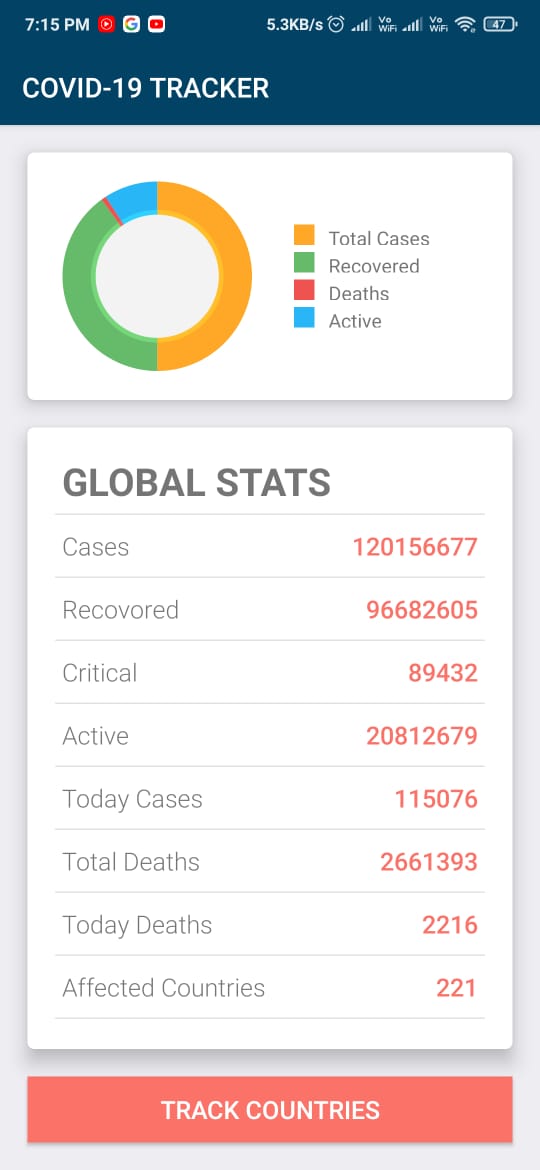 7:15 PM 5.3KB/s Vo WiFi Vo WiFi 47
COVID-19 TRACKER
Total Cases
Recovered
Deaths
Active
GLOBAL STATS
Cases 120156677
Recovored 96682605
Critical 89432
Active 20812679
Today Cases 115076
Total Deaths 2661393
Today Deaths 2216
Affected Countries 221
TRACK COUNTRIES